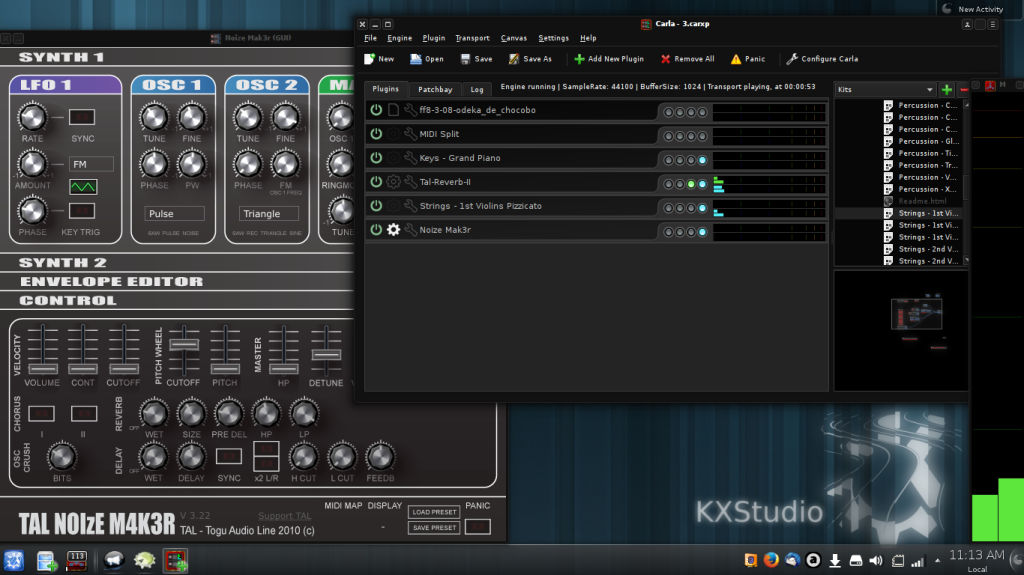 New Activity
Noize Mak3r (GUI)
Carla - 3.carxp
File Engine Plugin Transport Canvas Settings Help
New Open Save Save As Add New Plugin Remove All Panic Configure Carla
Plugins Patchbay Log Engine running | SampleRate: 44100 | BufferSize: 1024 | Transport playing, at 00:00:53
Kits
ff8-3-08-odeka_de_chocobo
MIDI Split
Keys - Grand Piano
Tal-Reverb-II
Strings - 1st Violins Pizzicato
Noize Mak3r
Percussion - C...
Percussion - C...
Percussion - C...
Percussion - Gl...
Percussion - Ti...
Percussion - Tr...
Percussion - V...
Percussion - X...
Readme.html
Strings - 1st Vi...
Strings - 1st Vi...
Strings - 1st Vi...
Strings - 2nd V...
Strings - 2nd V...
SYNTH 1
LFO 1 OSC 1 OSC 2 MA
RATE SYNC TUNE FINE TUNE FINE OSC 1
AMOUNT FM PHASE PW PHASE FM RINGMO
OSC 1 FREQ
PHASE KEY TRIG Pulse Triangle TUNE
SAW PULSE NOISE SAW REC TRIANGLE SINE
SYNTH 2
ENVELOPE EDITOR
CONTROL
VELOCITY PITCH WHEEL MASTER
VOLUME CONT CUTOFF CUTOFF PITCH HP DETUNE
CHORUS REVERB
I II OFF WET SIZE PRE DEL HP LP
OSC CRUSH DELAY
BITS OFF WET DELAY SYNC x2 L/R H CUT L CUT FEEDB
TAL NOIzE M4K3R V 3.22 Support TAL
TAL - Togu Audio Line 2010 (c)
MIDI MAP DISPLAY LOAD PRESET PANIC
- SAVE PRESET
KXStudio
113
11:13 AM
Local